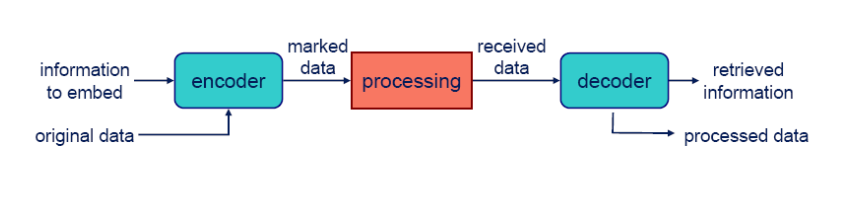 information
to embed
original data
encoder
marked
data
processing
received
data
decoder
retrieved
information
processed data